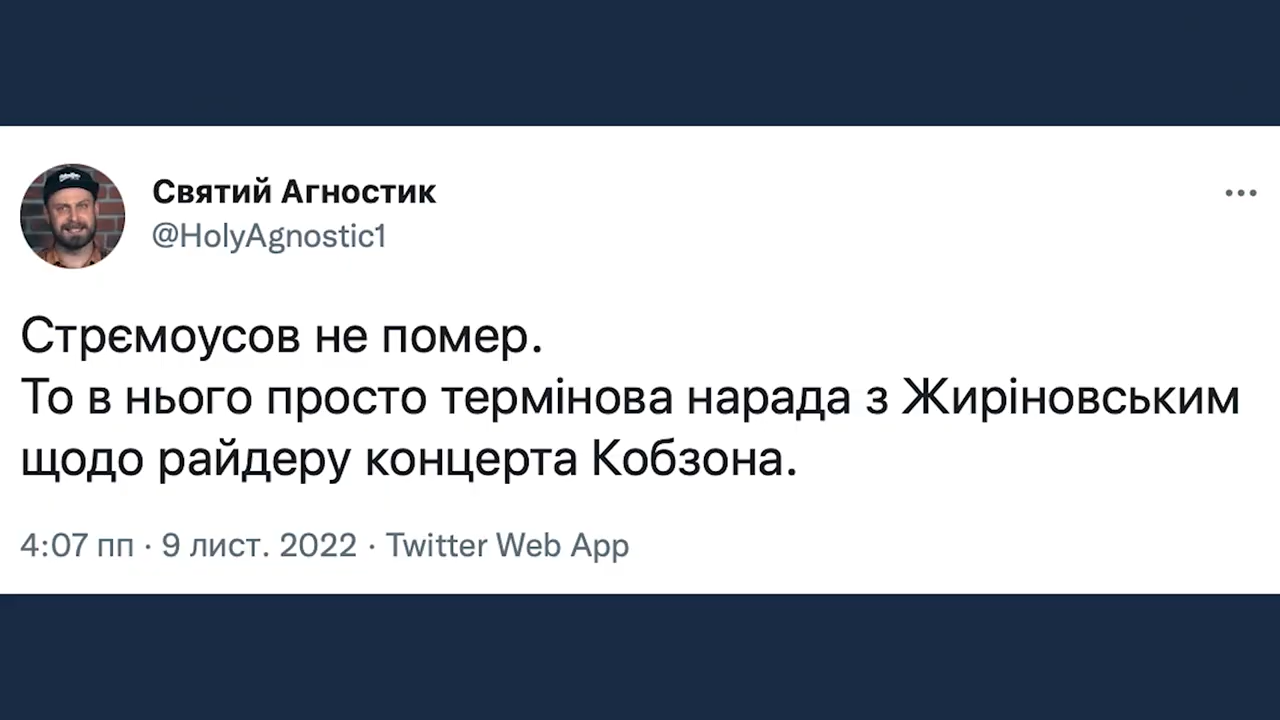 Святий Агностик
@HolyAgnostic1
Стрємоусов не помер.
То в нього просто термінова нарада з Жиріновським
щодо райдеру концерта Кобзона.
4:07 пп · 9 лист. 2022 · Twitter Web App